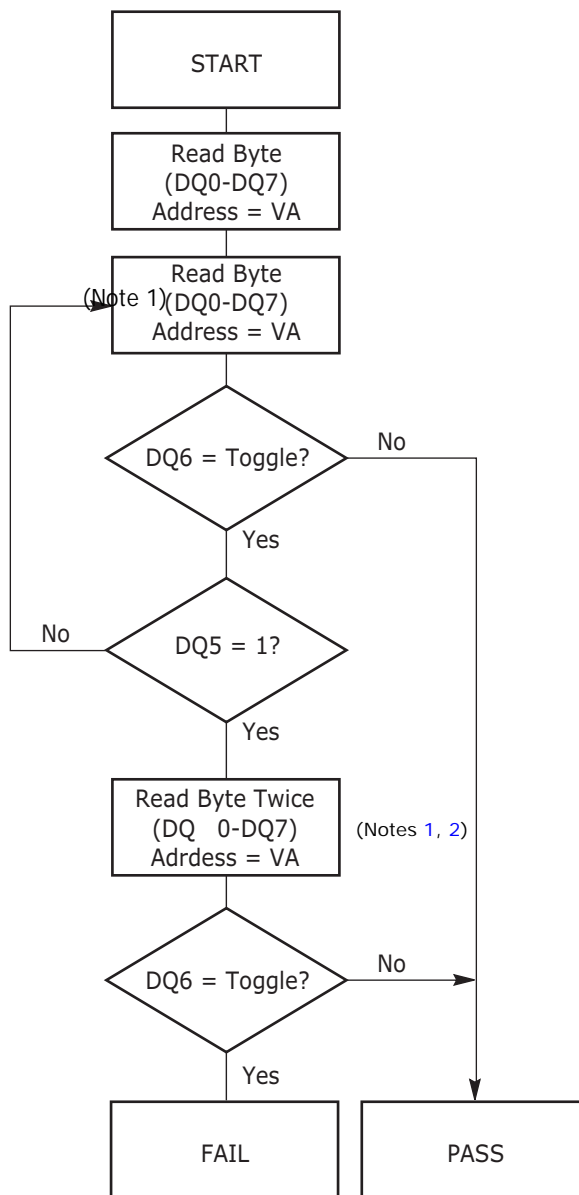 START
Read Byte
(DQ0-DQ7)
Address = VA
Read Byte
(Note 1)
(DQ0-DQ7)
Address = VA
DQ6 = Toggle?
No
Yes
No
DQ5 = 1?
Yes
Read Byte Twice
(DQ 0-DQ7)
Adrdess = VA
(Notes 1, 2)
DQ6 = Toggle?
No
Yes
FAIL
PASS